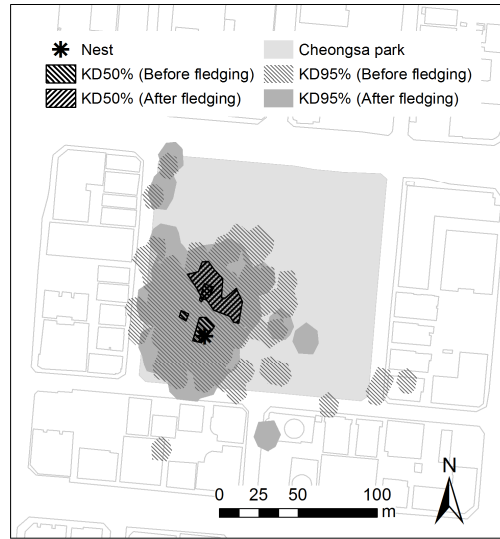 Nest
Cheongsa park
KD50% (Before fledging)
KD95% (Before fledging)
KD50% (After fledging)
KD95% (After fledging)
N
0 25 50 100
m